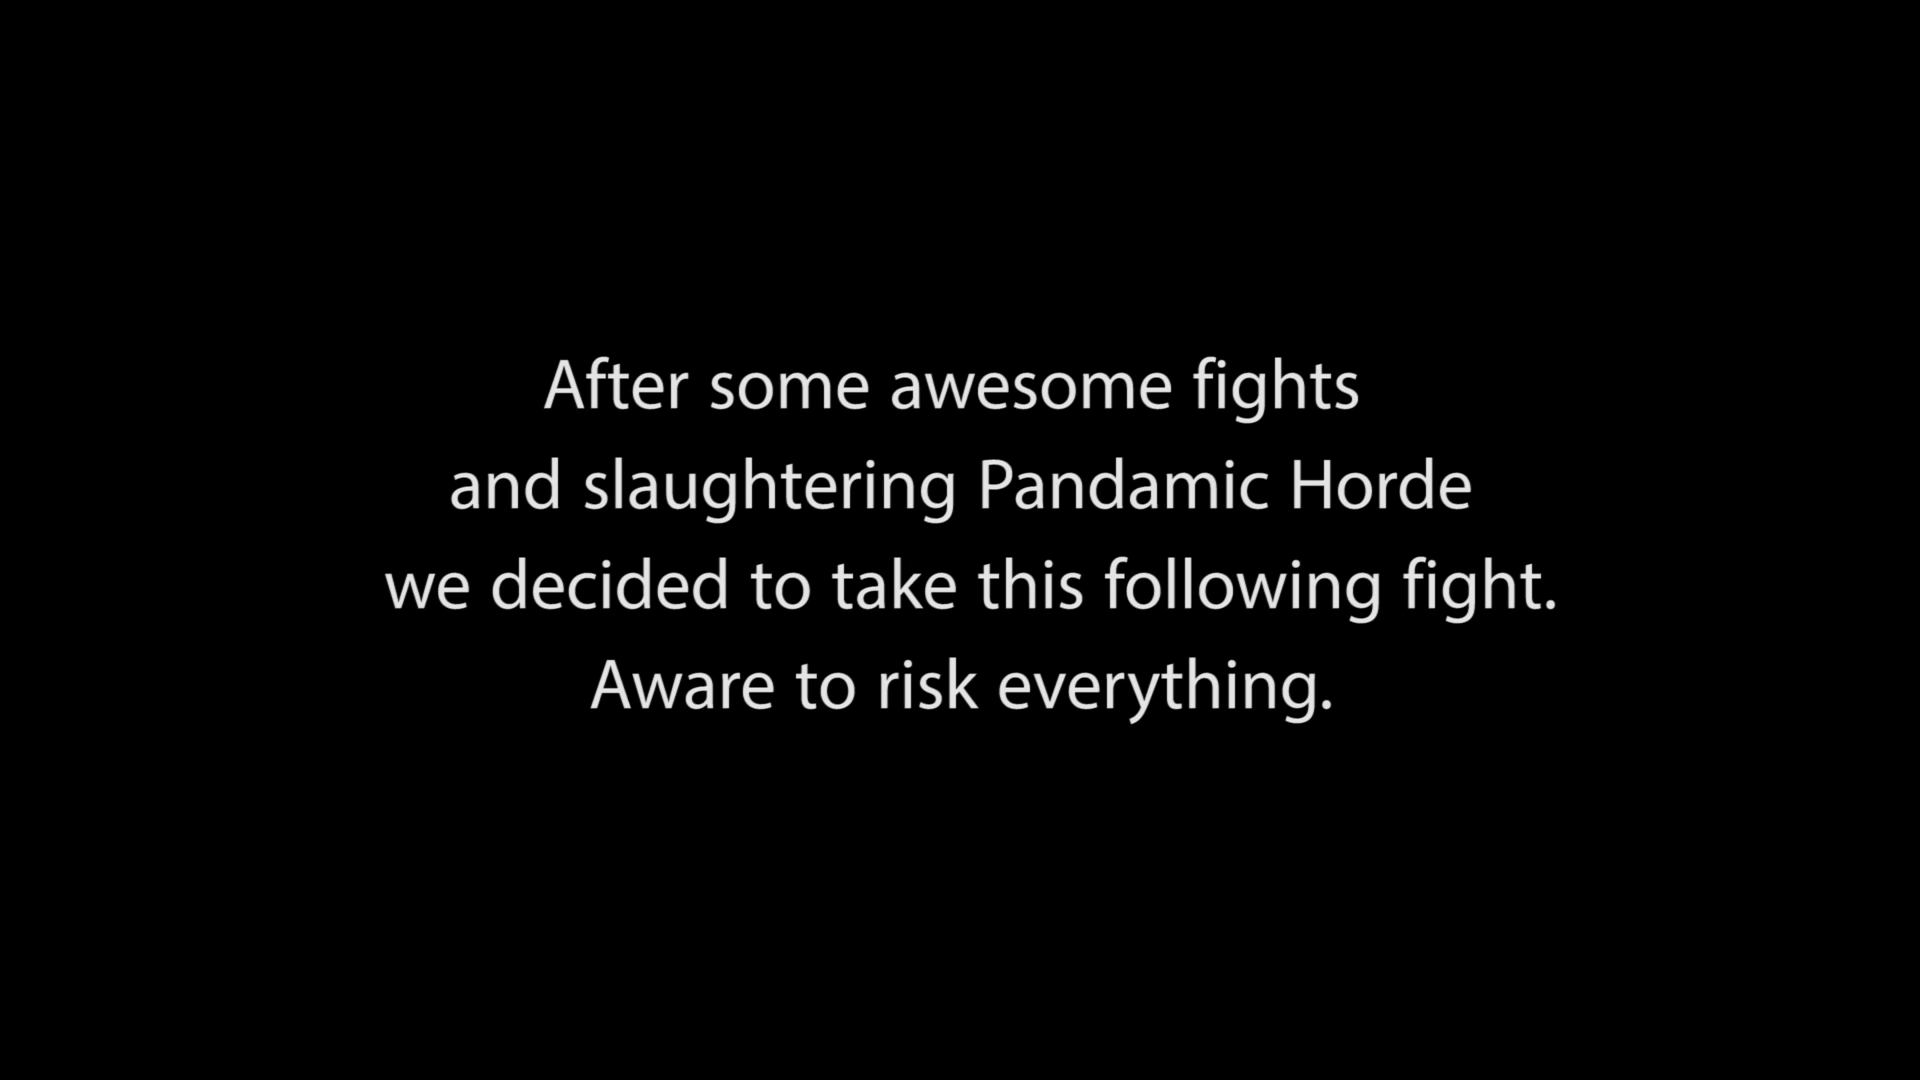 After some awesome fights
and slaughtering Pandamic Horde
we decided to take this following fight.
Aware to risk everything.